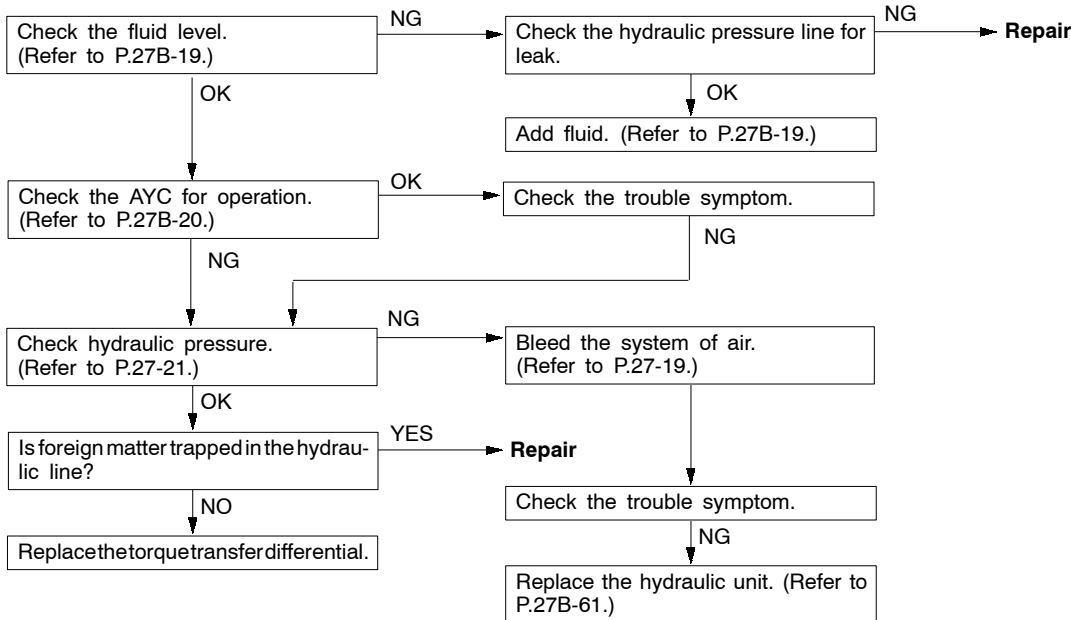 Check the fluid level.
(Refer to P.27B-19.)
NG
Check the hydraulic pressure line for
leak.
NG
Repair
OK
OK
Add fluid. (Refer to P.27B-19.)
Check the AYC for operation.
(Refer to P.27B-20.)
OK
Check the trouble symptom.
NG
NG
Check hydraulic pressure.
(Refer to P.27-21.)
NG
Bleed the system of air.
(Refer to P.27-19.)
OK
Is foreign matter trapped in the hydrau-
lic line?
YES
Repair
NO
Check the trouble symptom.
NG
Replace the torque transfer differential.
Replace the hydraulic unit. (Refer to
P.27B-61.)